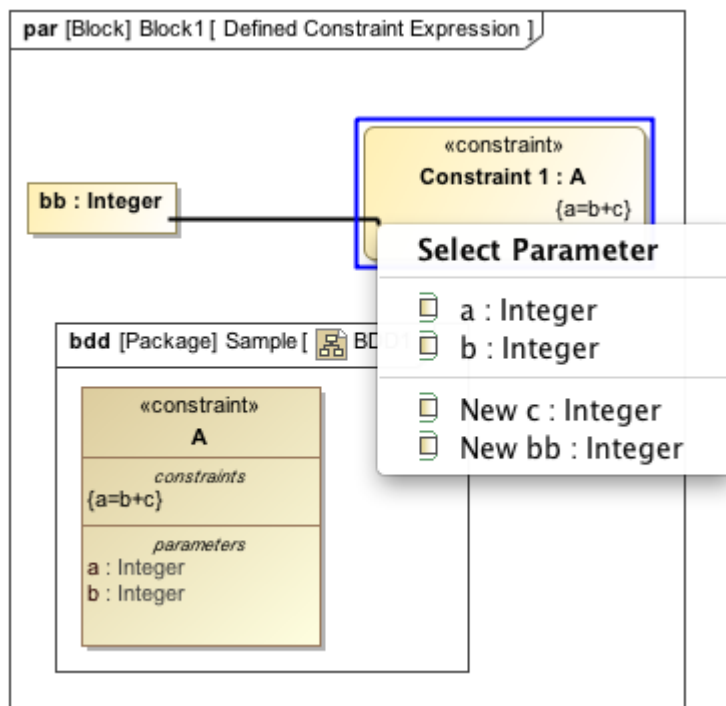 par [Block] Block1 [ Defined Constraint Expression ]
«constraint»
Constraint 1 : A
{a=b+c}
bb : Integer
Select Parameter
a : Integer
b : Integer
New c : Integer
New bb : Integer
bdd [Package] Sample [ BDD1
«constraint»
A
constraints
{a=b+c}
parameters
a : Integer
b : Integer